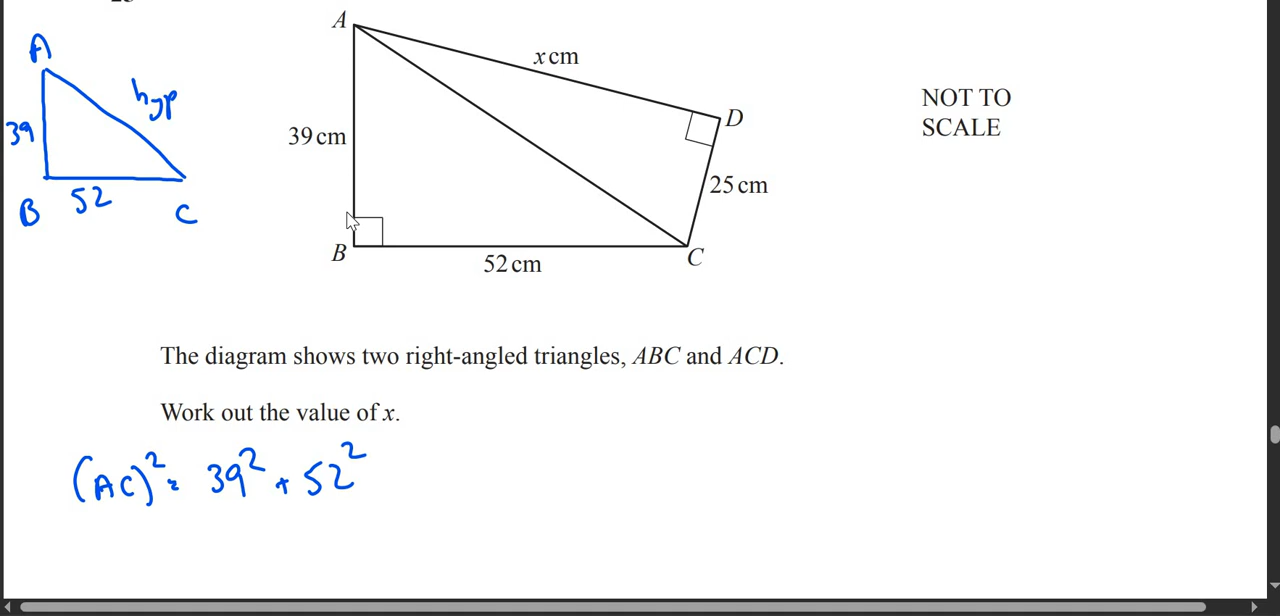 A
A
x cm
hyp
D
NOT TO
SCALE
39
39 cm
25 cm
B
52
C
B
52 cm
C
The diagram shows two right-angled triangles, ABC and ACD.
Work out the value of x.
(AC)² = 39² + 52²